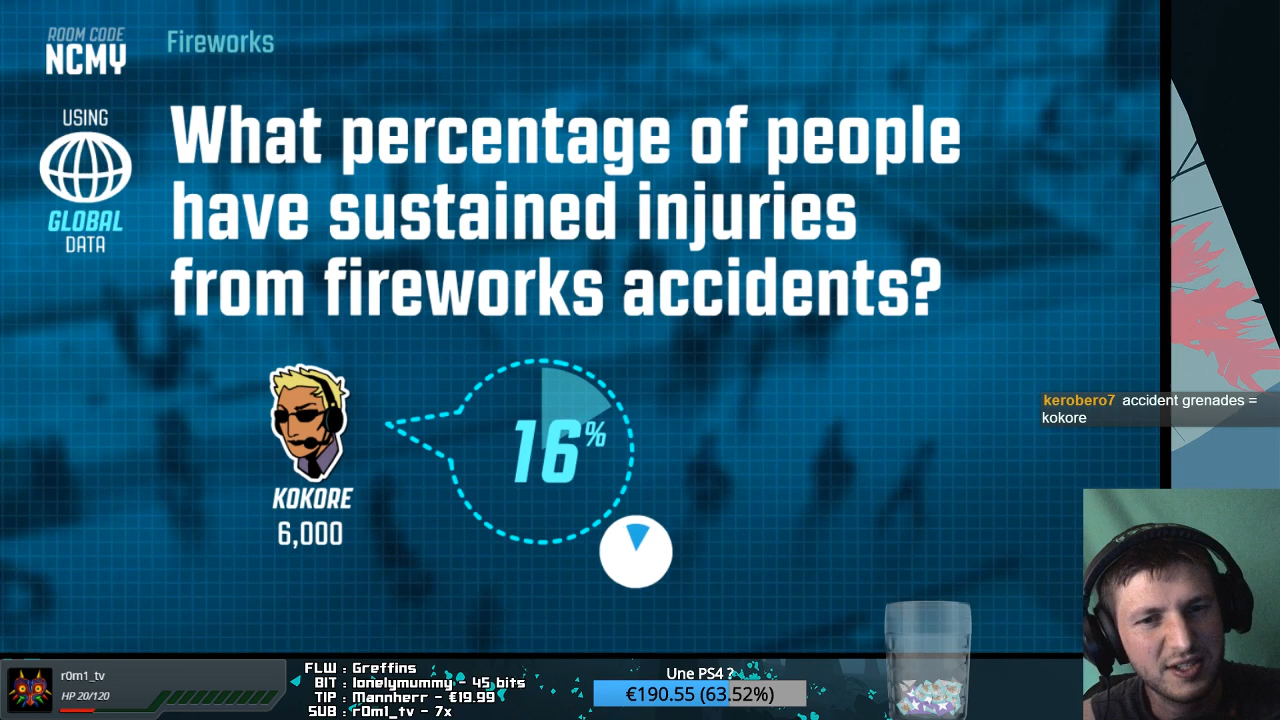 ROOM CODE
NCMY
Fireworks
USING
GLOBAL
DATA
What percentage of people
have sustained injuries
from fireworks accidents?
16%
KOKORE
6,000
kerobero7 accident grenades =
kokore
r0m1_tv
HP 20/120
FLW : Greffins
BIT : lonelymummy - 45 bits
TIP : Mannherr - €19.99
SUB : r0m1_tv - 7x
Une PS4 ?
€190.55 (63.52%)